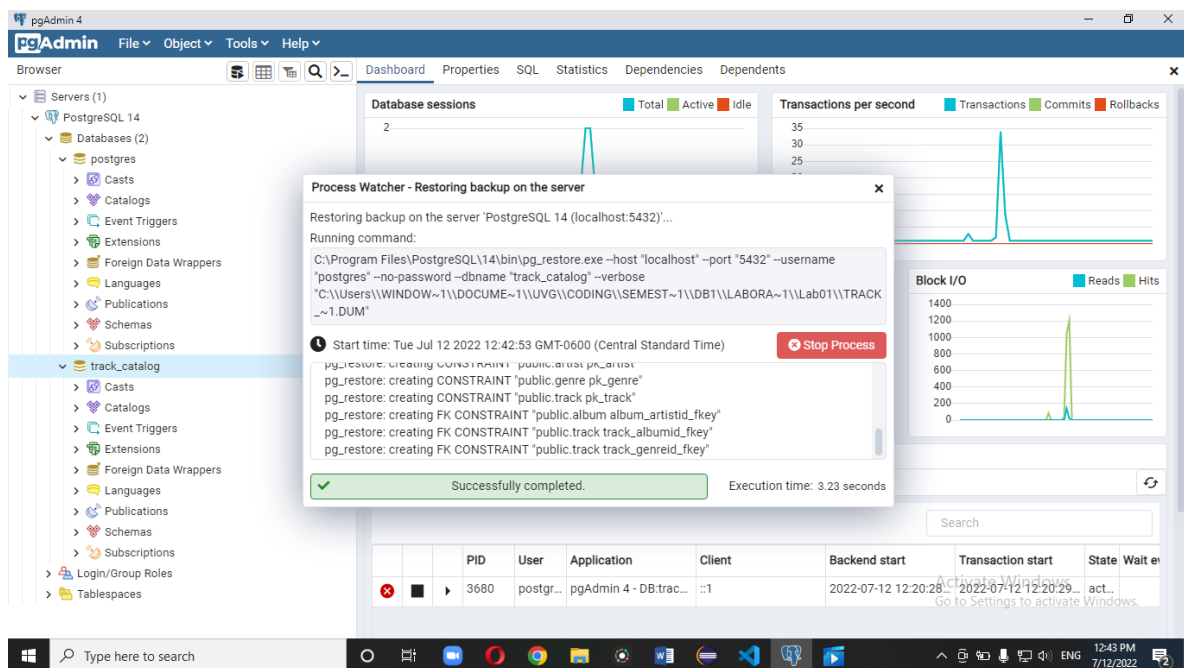 pgAdmin 4
pgAdmin File Object Tools Help
Browser
Dashboard Properties SQL Statistics Dependencies Dependents
Servers (1)
PostgreSQL 14
Databases (2)
postgres
Casts
Catalogs
Event Triggers
Extensions
Foreign Data Wrappers
Languages
Publications
Schemas
Subscriptions
track_catalog
Casts
Catalogs
Event Triggers
Extensions
Foreign Data Wrappers
Languages
Publications
Schemas
Subscriptions
Login/Group Roles
Tablespaces
Database sessions Total Active Idle
2
Transactions per second Transactions Commits Rollbacks
35
30
25
Process Watcher - Restoring backup on the server
Restoring backup on the server 'PostgreSQL 14 (localhost:5432)'...
Running command:
C:\Program Files\PostgreSQL\14\bin\pg_restore.exe --host "localhost" --port "5432" --username
"postgres" --no-password --dbname "track_catalog" --verbose
"C:\\Users\\WINDOW~1\\DOCUME~1\\UVG\\CODING\\SEMEST~1\\DB1\\LABORA~1\\Lab01\\TRACK
_~1.DUM"
Start time: Tue Jul 12 2022 12:42:53 GMT-0600 (Central Standard Time)
Stop Process
pg_restore: creating CONSTRAINT "public.artist pk_artist"
pg_restore: creating CONSTRAINT "public.genre pk_genre"
pg_restore: creating CONSTRAINT "public.track pk_track"
pg_restore: creating FK CONSTRAINT "public.album album_artistid_fkey"
pg_restore: creating FK CONSTRAINT "public.track track_albumid_fkey"
pg_restore: creating FK CONSTRAINT "public.track track_genreid_fkey"
Successfully completed.
Execution time: 3.23 seconds
Block I/O Reads Hits
1400
1200
1000
800
600
400
200
0
Search
PID User Application Client Backend start Transaction start State Wait ev
3680 postgr... pgAdmin 4 - DB:trac... ::1 2022-07-12 12:20:28... 2022-07-12 12:20:29... act...
Activate Windows
Go to Settings to activate Windows.
Type here to search
ENG
12:43 PM
7/12/2022
2